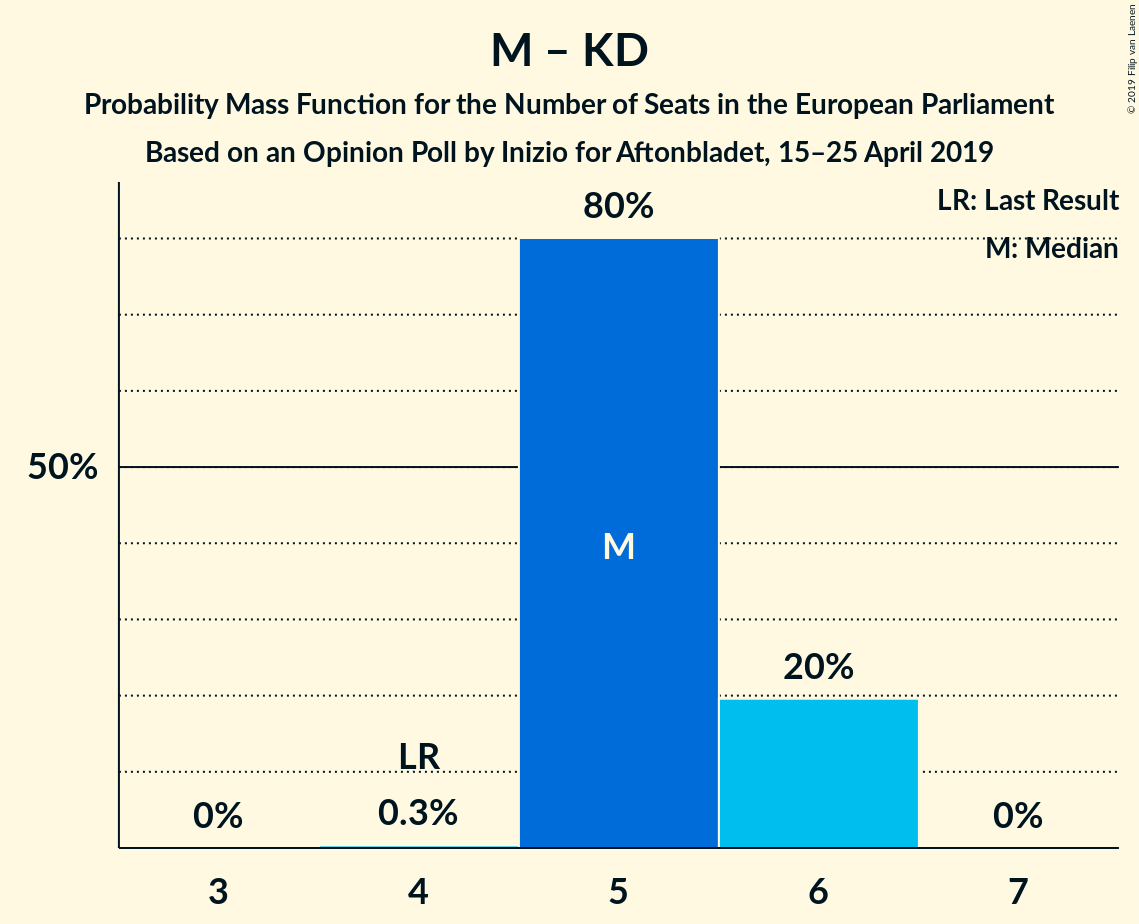 M – KD
Probability Mass Function for the Number of Seats in the European Parliament
Based on an Opinion Poll by Inizio for Aftonbladet, 15–25 April 2019
© 2019 Filip van Laenen
LR: Last Result
M: Median
80%
50%
M
20%
LR
0%
0.3%
0%
3 4 5 6 7